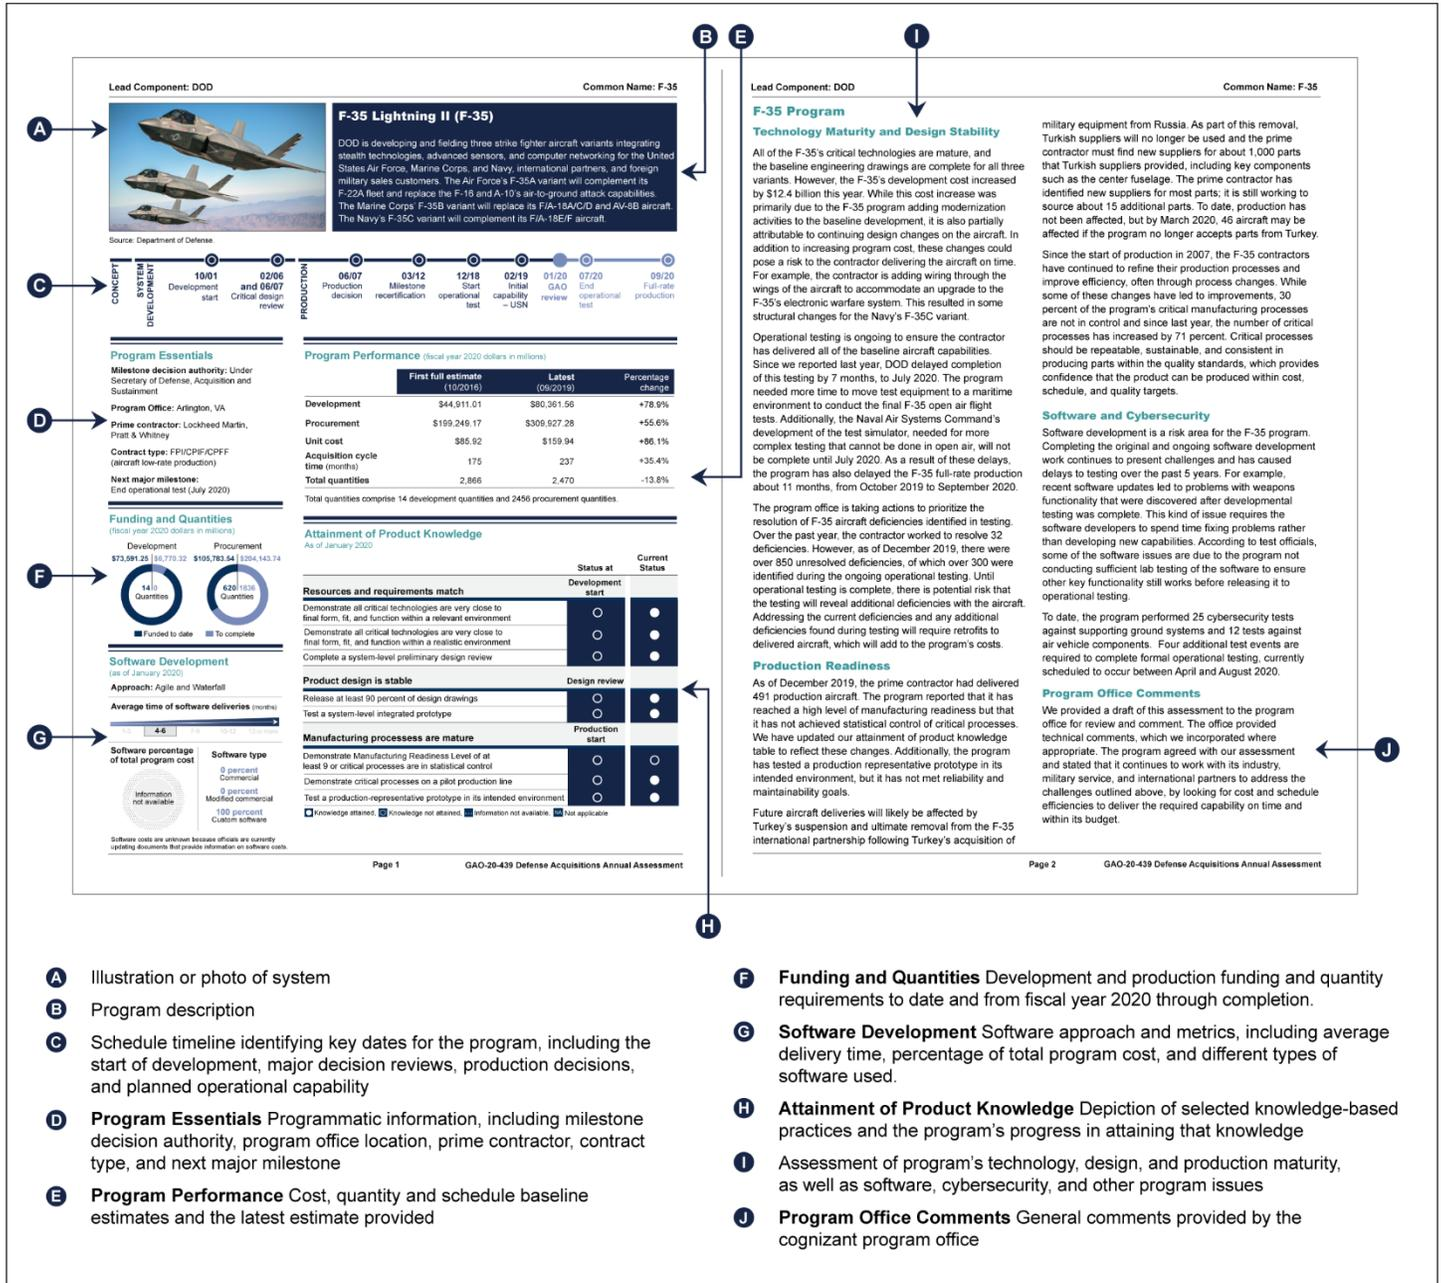 B
E
I
Lead Component: DOD
Common Name: F-35
A
F-35 Lightning II (F-35)
DOD is developing and fielding three strike fighter aircraft variants integrating
stealth technologies, advanced sensors, and computer networking for the United
States Air Force, Marine Corps, and Navy, international partners, and foreign
military sales customers. The Air Force's F-35A variant will complement its
F-22A fleet and replace the F-16 and A-10's air-to-ground attack capabilities.
The Marine Corps' F-35B variant will replace its F/A-18A/C/D and AV-8B aircraft.
The Navy's F-35C variant will complement its F/A-18E/F aircraft.
Source: Department of Defense.
C
CONCEPT
SYSTEM
DEVELOPMENT
10/01
Development
start
02/06
and 06/07
Critical design
review
PRODUCTION
06/07
Production
decision
03/12
Milestone
recertification
12/18
Start
operational
test
02/19
Initial
capability
– USN
01/20
GAO
review
07/20
End
operational
test
09/20
Full-rate
production
D
Program Essentials
Milestone decision authority: Under
Secretary of Defense, Acquisition and
Sustainment
Program Office: Arlington, VA
Prime contractor: Lockheed Martin,
Pratt & Whitney
Contract type: FPI/CPIF/CPFF
(aircraft low-rate production)
Next major milestone:
End operational test (July 2020)
Program Performance (fiscal year 2020 dollars in millions)
First full estimate
(10/2016)
Latest
(09/2019)
Percentage
change
Development $44,911.01 $80,361.56 +78.9%
Procurement $199,249.17 $309,927.28 +55.6%
Unit cost $85.92 $159.94 +86.1%
Acquisition cycle
time (months) 175 237 +35.4%
Total quantities 2,866 2,470 -13.8%
Total quantities comprise 14 development quantities and 2456 procurement quantities.
F
Funding and Quantities
(fiscal year 2020 dollars in millions)
Development
Procurement
$73,591.25 $6,770.32
$105,783.54 $204,143.74
14 0
Quantities
620 1836
Quantities
Funded to date
To complete
G
Software Development
(as of January 2020)
Approach: Agile and Waterfall
Average time of software deliveries (months)
1-3 4-6 7-9 10-12 13 or more
Software percentage
of total program cost
Information
not available
Software type
0 percent
Commercial
0 percent
Modified commercial
100 percent
Custom software
Software costs are unknown because officials are currently
updating documents that provide information on software costs.
Attainment of Product Knowledge
As of January 2020
Status at
Current
Status
Resources and requirements match
Development
start
Demonstrate all critical technologies are very close to
final form, fit, and function within a relevant environment
Demonstrate all critical technologies are very close to
final form, fit, and function within a realistic environment
Complete a system-level preliminary design review
Product design is stable
Design review
Release at least 90 percent of design drawings
Test a system-level integrated prototype
Manufacturing processess are mature
Production
start
Demonstrate Manufacturing Readiness Level of at
least 9 or critical processes are in statistical control
Demonstrate critical processes on a pilot production line
Test a production-representative prototype in its intended environment
Knowledge attained, Knowledge not attained, Information not available, NA Not applicable
Page 1
GAO-20-439 Defense Acquisitions Annual Assessment
H
Lead Component: DOD
Common Name: F-35
F-35 Program
Technology Maturity and Design Stability
All of the F-35's critical technologies are mature, and
the baseline engineering drawings are complete for all three
variants. However, the F-35's development cost increased
by $12.4 billion this year. While this cost increase was
primarily due to the F-35 program adding modernization
activities to the baseline development, it is also partially
attributable to continuing design changes on the aircraft. In
addition to increasing program cost, these changes could
pose a risk to the contractor delivering the aircraft on time.
For example, the contractor is adding wiring through the
wings of the aircraft to accommodate an upgrade to the
F-35's electronic warfare system. This resulted in some
structural changes for the Navy's F-35C variant.
Operational testing is ongoing to ensure the contractor
has delivered all of the baseline aircraft capabilities.
Since we reported last year, DOD delayed completion
of this testing by 7 months, to July 2020. The program
needed more time to move test equipment to a maritime
environment to conduct the final F-35 open air flight
tests. Additionally, the Naval Air Systems Command's
development of the test simulator, needed for more
complex testing that cannot be done in open air, will not
be complete until July 2020. As a result of these delays,
the program has also delayed the F-35 full-rate production
about 11 months, from October 2019 to September 2020.
The program office is taking actions to prioritize the
resolution of F-35 aircraft deficiencies identified in testing.
Over the past year, the contractor worked to resolve 32
deficiencies. However, as of December 2019, there were
over 850 unresolved deficiencies, of which over 300 were
identified during the ongoing operational testing. Until
operational testing is complete, there is potential risk that
the testing will reveal additional deficiencies with the aircraft.
Addressing the current deficiencies and any additional
deficiencies found during testing will require retrofits to
delivered aircraft, which will add to the program's costs.
Production Readiness
As of December 2019, the prime contractor had delivered
491 production aircraft. The program reported that it has
reached a high level of manufacturing readiness but that
it has not achieved statistical control of critical processes.
We have updated our attainment of product knowledge
table to reflect these changes. Additionally, the program
has tested a production representative prototype in its
intended environment, but it has not met reliability and
maintainability goals.
Future aircraft deliveries will likely be affected by
Turkey's suspension and ultimate removal from the F-35
international partnership following Turkey's acquisition of
military equipment from Russia. As part of this removal,
Turkish suppliers will no longer be used and the prime
contractor must find new suppliers for about 1,000 parts
that Turkish suppliers provided, including key components
such as the center fuselage. The prime contractor has
identified new suppliers for most parts; it is still working to
source about 15 additional parts. To date, production has
not been affected, but by March 2020, 46 aircraft may be
affected if the program no longer accepts parts from Turkey.
Since the start of production in 2007, the F-35 contractors
have continued to refine their production processes and
improve efficiency, often through process changes. While
some of these changes have led to improvements, 30
percent of the program's critical manufacturing processes
are not in control and since last year, the number of critical
processes has increased by 71 percent. Critical processes
should be repeatable, sustainable, and consistent in
producing parts within the quality standards, which provides
confidence that the product can be produced within cost,
schedule, and quality targets.
Software and Cybersecurity
Software development is a risk area for the F-35 program.
Completing the original and ongoing software development
work continues to present challenges and has caused
delays to testing over the past 5 years. For example,
recent software updates led to problems with weapons
functionality that were discovered after developmental
testing was complete. This kind of issue requires the
software developers to spend time fixing problems rather
than developing new capabilities. According to test officials,
some of the software issues are due to the program not
conducting sufficient lab testing of the software to ensure
other key functionality still works before releasing it to
operational testing.
To date, the program performed 25 cybersecurity tests
against supporting ground systems and 12 tests against
air vehicle components. Four additional test events are
required to complete formal operational testing, currently
scheduled to occur between April and August 2020.
Program Office Comments
We provided a draft of this assessment to the program
office for review and comment. The office provided
technical comments, which we incorporated where
appropriate. The program agreed with our assessment
and stated that it continues to work with its industry,
military service, and international partners to address the
challenges outlined above, by looking for cost and schedule
efficiencies to deliver the required capability on time and
within its budget.
J
Page 2
GAO-20-439 Defense Acquisitions Annual Assessment
A Illustration or photo of system
B Program description
C Schedule timeline identifying key dates for the program, including the
start of development, major decision reviews, production decisions,
and planned operational capability
D Program Essentials Programmatic information, including milestone
decision authority, program office location, prime contractor, contract
type, and next major milestone
E Program Performance Cost, quantity and schedule baseline
estimates and the latest estimate provided
F Funding and Quantities Development and production funding and quantity
requirements to date and from fiscal year 2020 through completion.
G Software Development Software approach and metrics, including average
delivery time, percentage of total program cost, and different types of
software used.
H Attainment of Product Knowledge Depiction of selected knowledge-based
practices and the program's progress in attaining that knowledge
I Assessment of program's technology, design, and production maturity,
as well as software, cybersecurity, and other program issues
J Program Office Comments General comments provided by the
cognizant program office